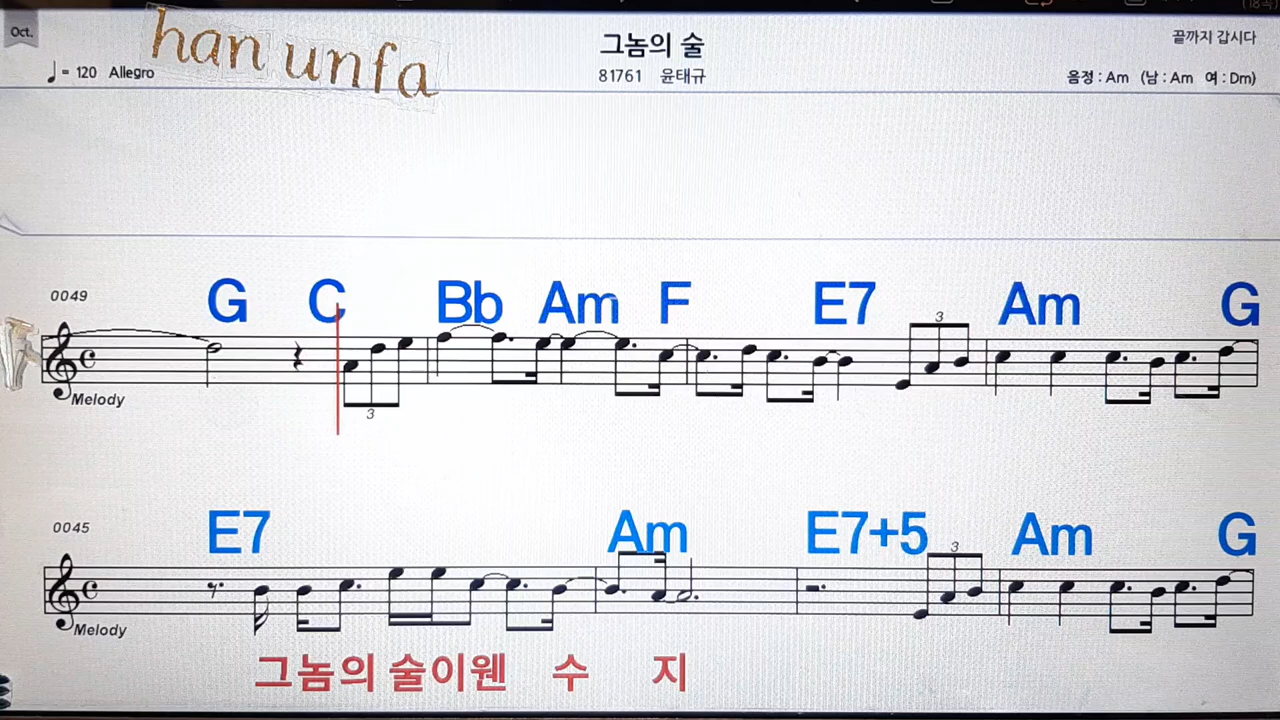 Oct.
han unfa
♩= 120 Allegro
그놈의 술
81761 윤태규
끝까지 갑시다
음정 : Am (남 : Am 여 : Dm)
0049
G C Bb Am F E7 Am G
3
3
Melody
0045
E7 Am E7+5 Am G
3
Melody
그놈의 술이웬 수 지